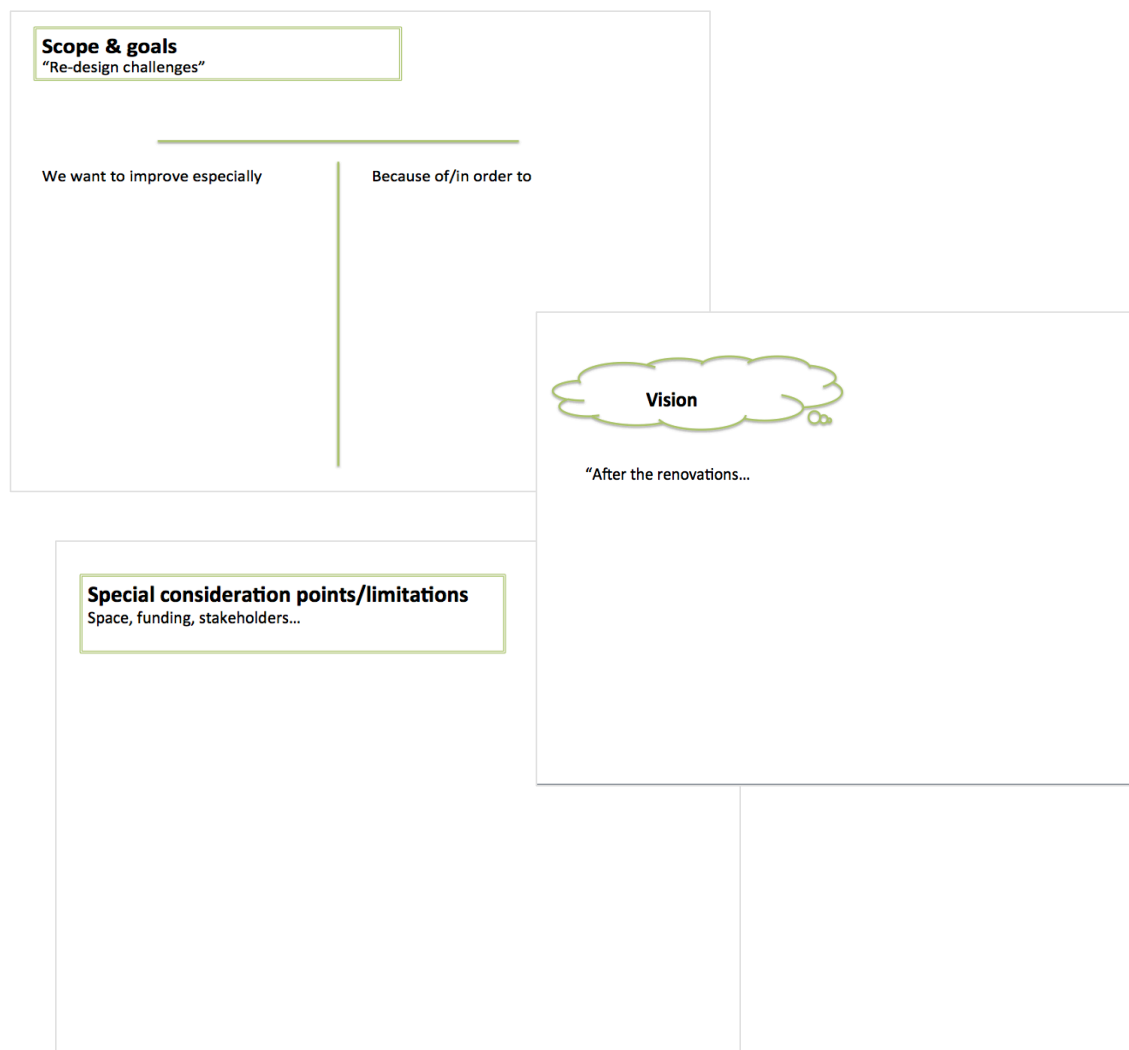 Scope & goals
“Re-design challenges”
We want to improve especially
Because of/in order to
Vision
“After the renovations…
Special consideration points/limitations
Space, funding, stakeholders…